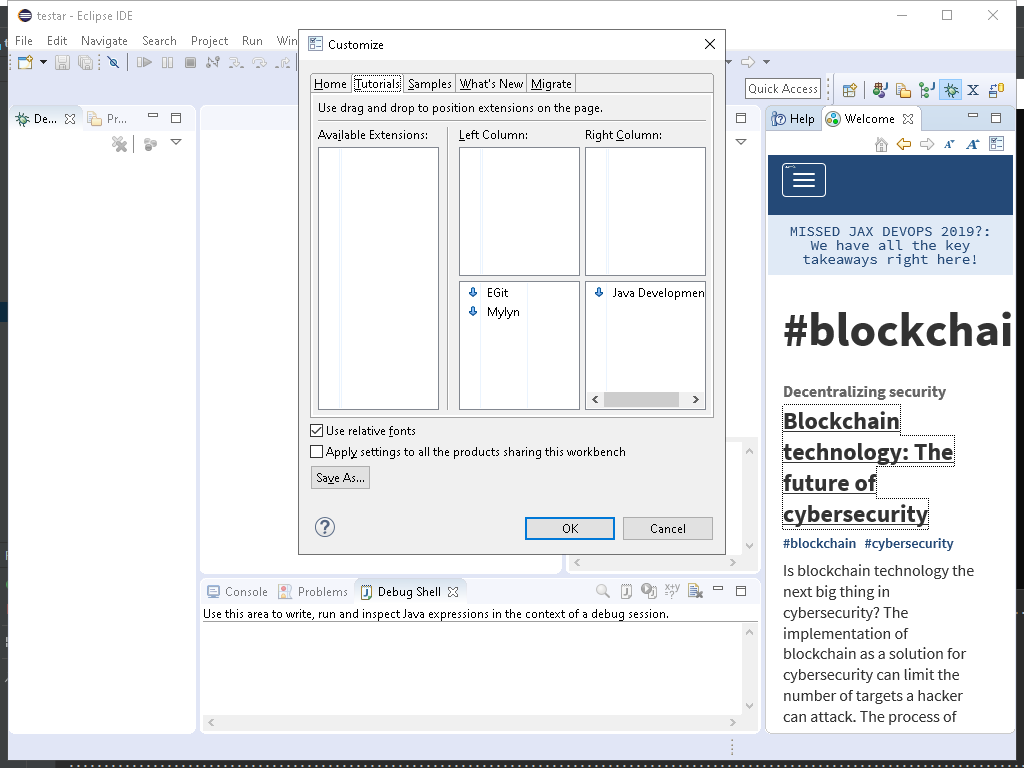 testar - Eclipse IDE
File Edit Navigate Search Project Run Win
Quick Access
De... Pr...
Customize
Home Tutorials Samples What's New Migrate
Use drag and drop to position extensions on the page.
Available Extensions: Left Column: Right Column:
EGit
Mylyn
Java Developmen
Use relative fonts
Apply settings to all the products sharing this workbench
Save As...
OK Cancel
Help Welcome
MISSED JAX DEVOPS 2019?:
We have all the key
takeaways right here!
#blockchai
Decentralizing security
Blockchain
technology: The
future of
cybersecurity
#blockchain #cybersecurity
Is blockchain technology the
next big thing in
cybersecurity? The
implementation of
blockchain as a solution for
cybersecurity can limit the
number of targets a hacker
can attack. The process of
Console Problems Debug Shell
Use this area to write, run and inspect Java expressions in the context of a debug session.